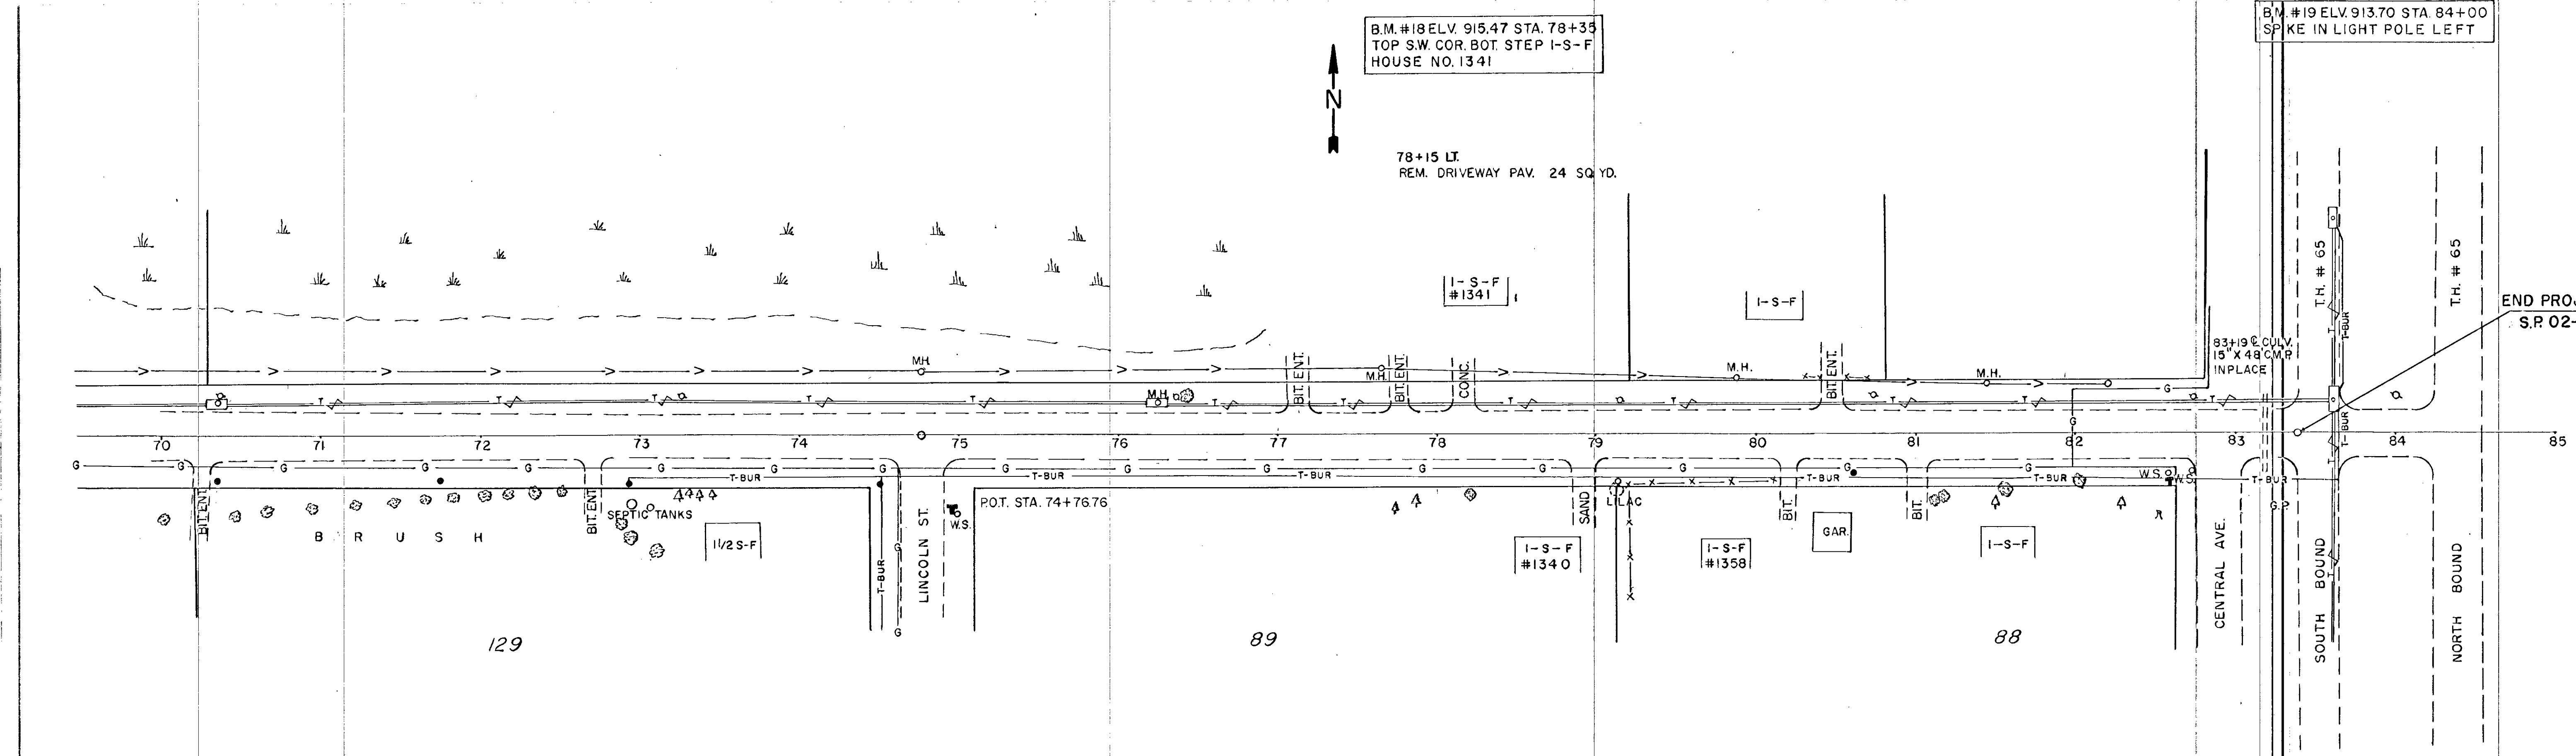 B.M. #18 ELV. 915.47 STA. 78+35
TOP S.W. COR. BOT. STEP 1-S-F
HOUSE NO. 1341
B.M. #19 ELV. 913.70 STA. 84+00
SPIKE IN LIGHT POLE LEFT
N
78+15 LT.
REM. DRIVEWAY PAV. 24 SQ YD.
1-S-F
#1341
1-S-F
T.H. # 65
T.H. # 65
END PROJ
S.P. 02-
83+19 ℄ CULV.
15" X 48' C.M.P.
INPLACE
M.H.
M.H.
M.H.
M.H.
M.H.
BIT. ENT.
BIT. ENT.
CONC.
BIT. ENT.
T T T T T T T T T T T T
G
G
T-BUR
T-BUR
70 71 72 73 74 75 76 77 78 79 80 81 82 83 84 85
G G G G G G G G G G G G G G G G
T-BUR T-BUR T-BUR T-BUR T-BUR T-BUR
W.S. W.S.
BIT. ENT.
BIT. ENT.
SEPTIC TANKS
B R U S H
1 1/2 S-F
T-BUR
G
G
LINCOLN ST.
W.S.
P.O.T. STA. 74+76.76
SAND
LILAC
BIT.
BIT.
G.P.
1-S-F
#1340
1-S-F
#1358
GAR.
1-S-F
CENTRAL AVE.
SOUTH BOUND
NORTH BOUND
129
89
88